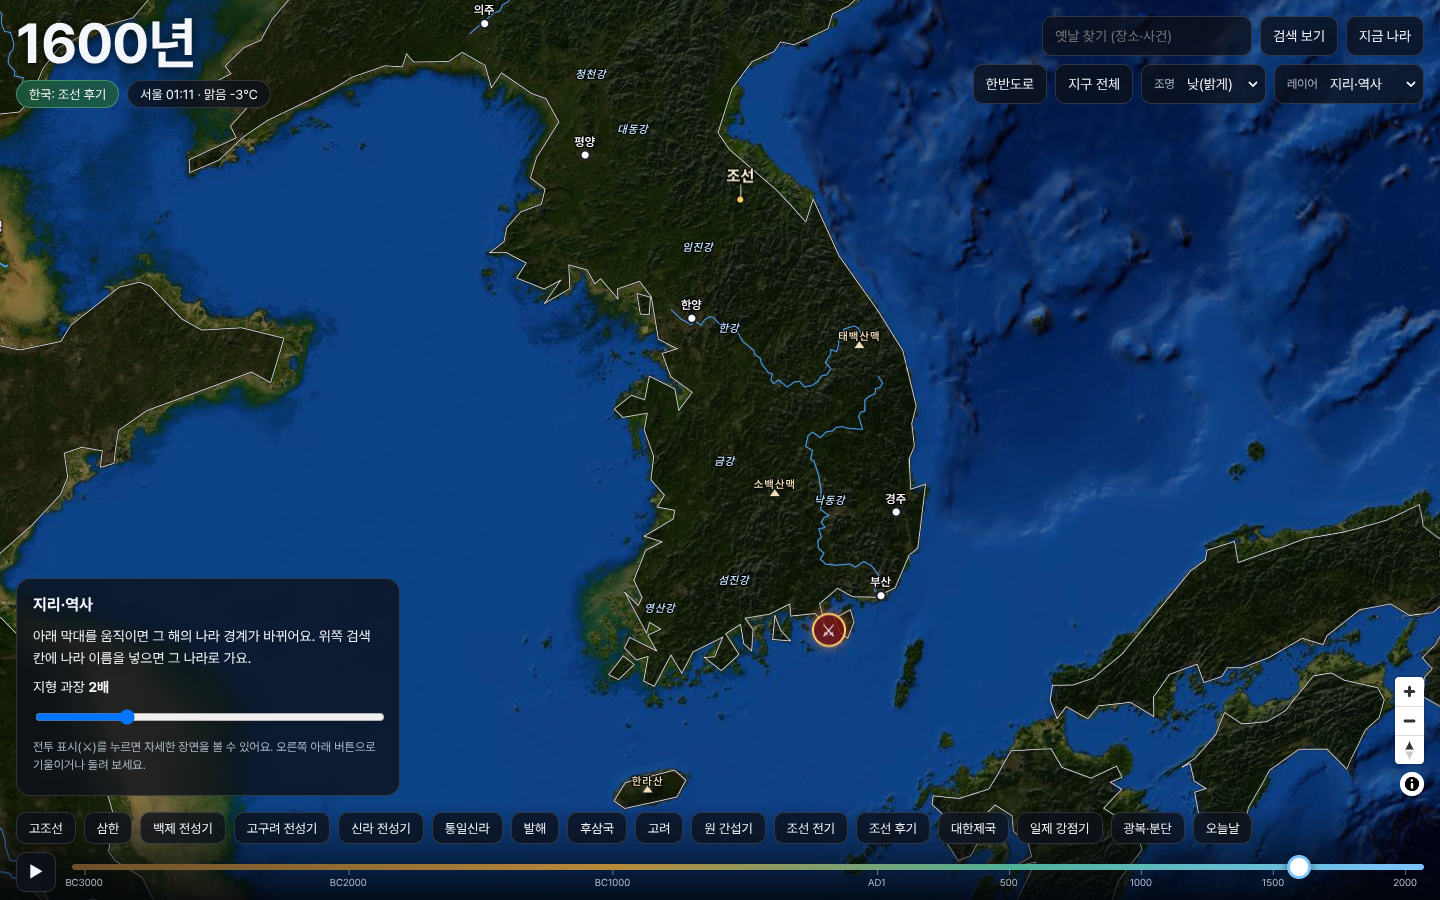 1600년
한국: 조선 후기
서울 01:11 · 맑음 -3°C
옛날 찾기 (장소·사건)
검색 보기
지금 나라
한반도로
지구 전체
조명 낮(밝게)
레이어 지리·역사
의주
청천강
대동강
평양
조선
임진강
한양
한강
태백산맥
금강
소백산맥
낙동강
경주
섬진강
부산
영산강
한라산
지리·역사
아래 막대를 움직이면 그 해의 나라 경계가 바뀌어요. 위쪽 검색
칸에 나라 이름을 넣으면 그 나라로 가요.
지형 과장 2배
전투 표시(⚔)를 누르면 자세한 장면을 볼 수 있어요. 오른쪽 아래 버튼으로
기울이거나 돌려 보세요.
고조선
삼한
백제 전성기
고구려 전성기
신라 전성기
통일신라
발해
후삼국
고려
원 간섭기
조선 전기
조선 후기
대한제국
일제 강점기
광복·분단
오늘날
BC3000
BC2000
BC1000
AD1
500
1000
1500
2000